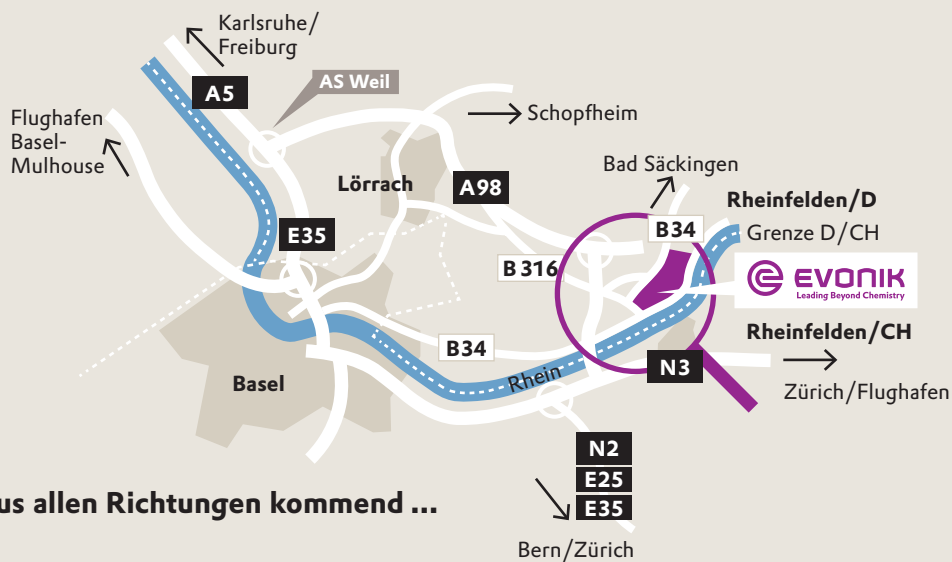 Karlsruhe/
Freiburg
AS Weil
A5
Flughafen
Basel-
Mulhouse
Schopfheim
Lörrach
A98
Bad Säckingen
Rheinfelden/D
B34
Grenze D/CH
E35
B 316
EVONIK
Leading Beyond Chemistry
Rheinfelden/CH
B34
Rhein
N3
Basel
Zürich/Flughafen
N2
E25
E35
us allen Richtungen kommend ...
Bern/Zürich